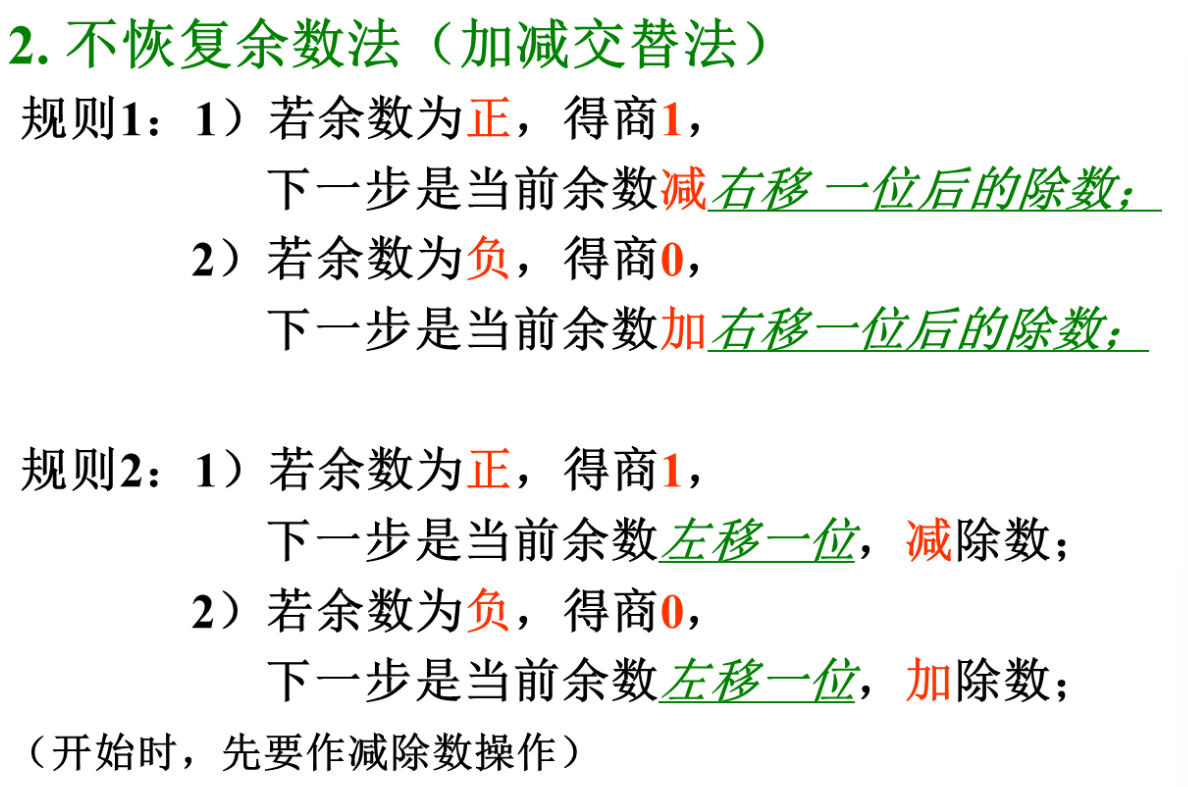 2. 不恢复余数法（加减交替法）
规则1：1）若余数为正，得商1，
下一步是当前余数减右移 一位后的除数；
2）若余数为负，得商0，
下一步是当前余数加右移一位后的除数；
规则2：1）若余数为正，得商1，
下一步是当前余数左移一位，减除数；
2）若余数为负，得商0，
下一步是当前余数左移一位，加除数；
（开始时，先要作减除数操作）